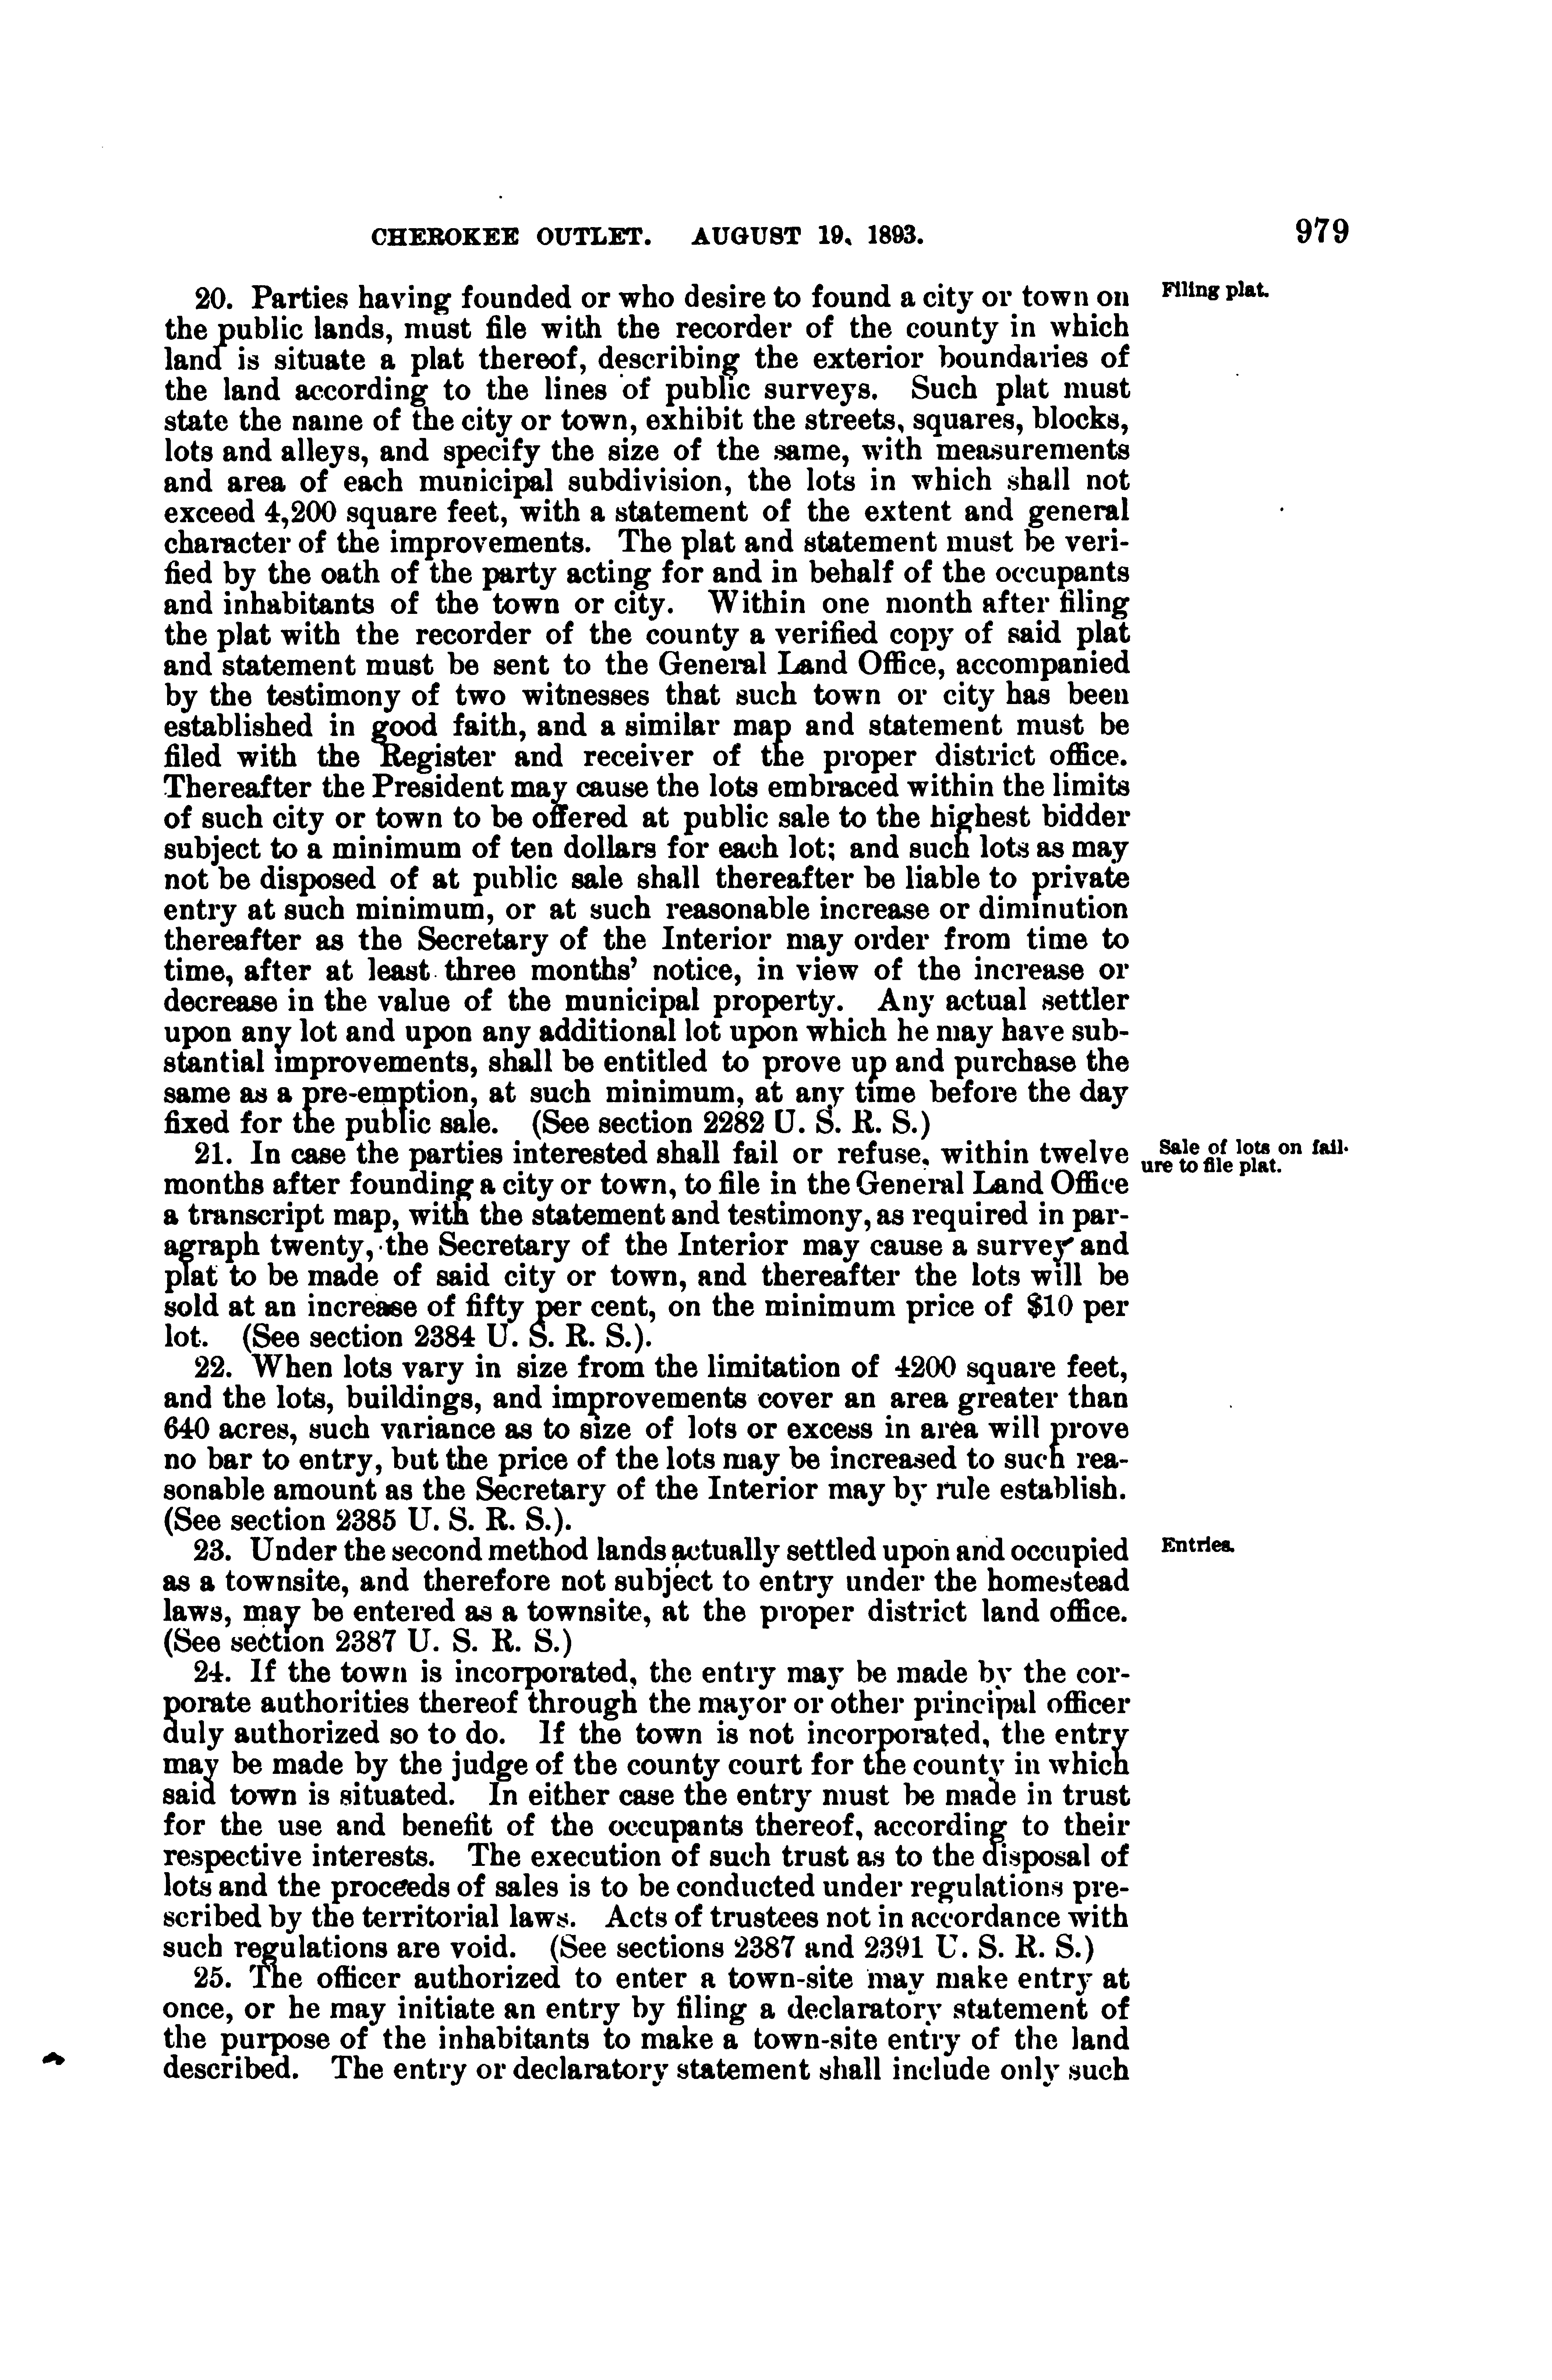 CHEROKEE OUTLET. AUGUST 19, 1893. 979
20. Parties having founded or who desire to found a city or town on
Filing plat.
the public lands, must file with the recorder of the county in which
land is situate a plat thereof, describing the exterior boundaries of
the land according to the lines of public surveys. Such plat must
state the name of the city or town, exhibit the streets, squares, blocks,
lots and alleys, and specify the size of the same, with measurements
and area of each municipal subdivision, the lots in which shall not
exceed 4,200 square feet, with a statement of the extent and general
character of the improvements. The plat and statement must be veri-
fied by the oath of the party acting for and in behalf of the occupants
and inhabitants of the town or city. Within one month after filing
the plat with the recorder of the county a verified copy of said plat
and statement must be sent to the General Land Office, accompanied
by the testimony of two witnesses that such town or city has been
established in good faith, and a similar map and statement must be
filed with the Register and receiver of the proper district office.
Thereafter the President may cause the lots embraced within the limits
of such city or town to be offered at public sale to the highest bidder
subject to a minimum of ten dollars for each lot; and such lots as may
not be disposed of at public sale shall thereafter be liable to private
entry at such minimum, or at such reasonable increase or diminution
thereafter as the Secretary of the Interior may order from time to
time, after at least three months' notice, in view of the increase or
decrease in the value of the municipal property. Any actual settler
upon any lot and upon any additional lot upon which he may have sub-
stantial improvements, shall be entitled to prove up and purchase the
same as a pre-emption, at such minimum, at any time before the day
fixed for the public sale. (See section 2282 U. S. R. S.)
21. In case the parties interested shall fail or refuse, within twelve
Sale of lots on fail-
ure to file plat.
months after founding a city or town, to file in the General Land Office
a transcript map, with the statement and testimony, as required in par-
agraph twenty, the Secretary of the Interior may cause a survey and
plat to be made of said city or town, and thereafter the lots will be
sold at an increase of fifty per cent, on the minimum price of $10 per
lot. (See section 2384 U. S. R. S.).
22. When lots vary in size from the limitation of 4200 square feet,
and the lots, buildings, and improvements cover an area greater than
640 acres, such variance as to size of lots or excess in area will prove
no bar to entry, but the price of the lots may be increased to such rea-
sonable amount as the Secretary of the Interior may by rule establish.
(See section 2385 U. S. R. S.).
23. Under the second method lands actually settled upon and occupied
Entries.
as a townsite, and therefore not subject to entry under the homestead
laws, may be entered as a townsite, at the proper district land office.
(See section 2387 U. S. R. S.)
24. If the town is incorporated, the entry may be made by the cor-
porate authorities thereof through the mayor or other principal officer
duly authorized so to do. If the town is not incorporated, the entry
may be made by the judge of the county court for the county in which
said town is situated. In either case the entry must be made in trust
for the use and benefit of the occupants thereof, according to their
respective interests. The execution of such trust as to the disposal of
lots and the proceeds of sales is to be conducted under regulations pre-
scribed by the territorial laws. Acts of trustees not in accordance with
such regulations are void. (See sections 2387 and 2391 U. S. R. S.)
25. The officer authorized to enter a town-site may make entry at
once, or he may initiate an entry by filing a declaratory statement of
the purpose of the inhabitants to make a town-site entry of the land
described. The entry or declaratory statement shall include only such